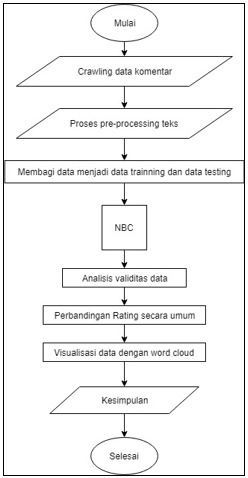 Mulai
Crawling data komentar
Proses pre-processing teks
Membagi data menjadi data trainning dan data testing
NBC
Analisis validitas data
Perbandingan Rating secara umum
Visualisasi data dengan word cloud
Kesimpulan
Selesai